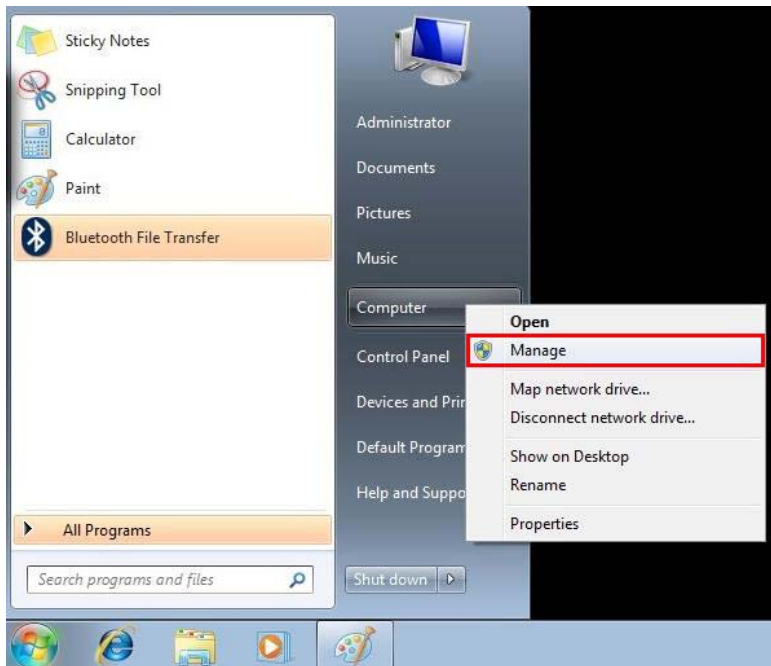 Sticky Notes
Snipping Tool
Calculator
Paint
Bluetooth File Transfer
All Programs
Search programs and files
Administrator
Documents
Pictures
Music
Computer
Control Panel
Devices and Prin
Default Program
Help and Suppo
Shut down
Open
Manage
Map network drive...
Disconnect network drive...
Show on Desktop
Rename
Properties